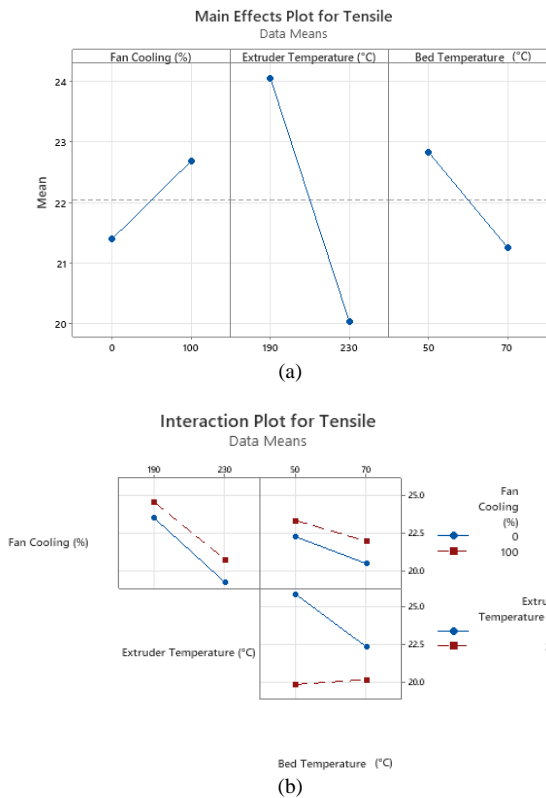 Main Effects Plot for Tensile
Data Means
Fan Cooling (%) Extruder Temperature (°C) Bed Temperature (°C)
24
23
22
21
20
Mean
0 100 190 230 50 70
(a)
Interaction Plot for Tensile
Data Means
190 230 50 70
Fan Cooling (%)
25.0
22.5
20.0
Fan
Cooling
(%)
0
100
Extruder Temperature (°C)
25.0
22.5
20.0
Extru
Temperature
Bed Temperature (°C)
(b)